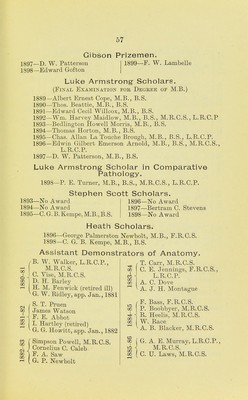 57
Gibson Prizemen.
1897—D. W. Patterson
1898—Edward Gofton
1899—F. W. Lambelle
Luke Armstrong Scholars.
(Final Examination for Degree of M.B.)
1889—Albert Ernest Cope, M.B., B.S.
1890—Thos. Beattie, M.B., B.S.
1891—Edward Cecil Willcox, M.B., B.S.
1892—Wm. Harvey Maidlow, M.B., B.S., M.R.C.S., L.R.C.P
1893—Bedlington Howell Morris, M.B., B.S.
1894—Thomas Horton, M.B., B.S.
1895—Chas. Allan La Touche Brough, M.B., B.S., L.R.C.P.
1896—Edwin Gilbert Emerson Arnold, M.B., B.S., M.R.C.S.,
L.R.C.P.
1897—D. W. Patterson, M.B., B.S.
Luke Armstrong Scholar in Comparative
Pathology.
1898—P. E. Turner, M.B., B.S., M.R.C.S., L.R.C.P.
Stephen Scott Scholars.
1893—No Award
1894—No Award
1895—C. G. B. Kempe, M.B., B.S.
1896—No Award
1897—Bertram C. Stevens
1898—No Award
Heath Scholars.
1896—George Palmerston Newbolt, M.B., F.R.C.S.
1898—C. G. B. Kempe, M.B., B.S.
Assistant Demonstrators of Anatomy.
1880-81
B. W. Walker, L.R.C.P.,
M.R.C.S.
C. Vise, M.R.C.S.
D. H. Barley
H. M. Fenwick (retired ill)
G. W. Ridley, app. Jan., 1881
1881-82
S. T. Pruen
James Watson
F. E. Abbot
I. Hartley (retired)
G. G. Howitt, app. Jan., 1882
1882-83
Simpson Powell, M.R.C.S.
Cornelius C. Caleb
F. A. Saw
G. P. Newbolt
1883-84
T. Carr, M.R.C.S.
C. E. Jennings, F.R.C.S.,
L.R.C.P.
A. C. Dove
A. J. H. Montague
1884-85
F. Bass, F.R.C.S.
P. Boobbyer, M.R.C.S.
R. Hoslin, M.R.C.S.
W. Race
A. B. Blacker, M.R.C.S.
1885-86
G. A. E. Murray, L.R.C.P.,
M.R.C.S.
C. U. Laws, M.R.C.S.